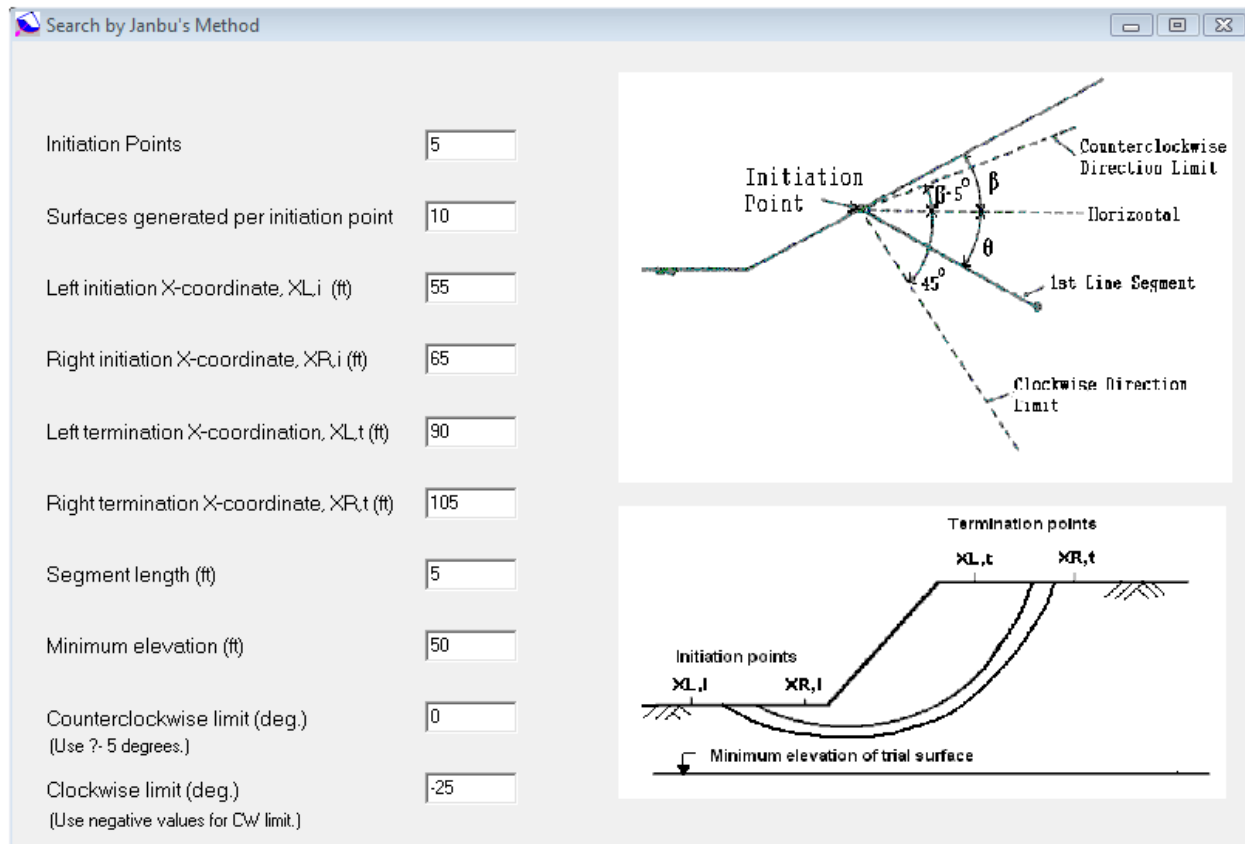 Search by Janbu's Method
Initiation Points
5
Surfaces generated per initiation point
10
Left initiation X-coordinate, XL,i (ft)
55
Right initiation X-coordinate, XR,i (ft)
65
Left termination X-coordination, XL,t (ft)
90
Right termination X-coordinate, XR,t (ft)
105
Segment length (ft)
5
Minimum elevation (ft)
50
Counterclockwise limit (deg.)
0
(Use ?- 5 degrees.)
Clockwise limit (deg.)
-25
(Use negative values for CW limit.)
Counterclockwise
Direction Limit
Initiation
Point
β-5°
β
Horizontal
θ
45°
1st Line Segment
Clockwise Direction
Limit
Termination points
XL,t
XR,t
Initiation points
XL,I
XR,I
Minimum elevation of trial surface